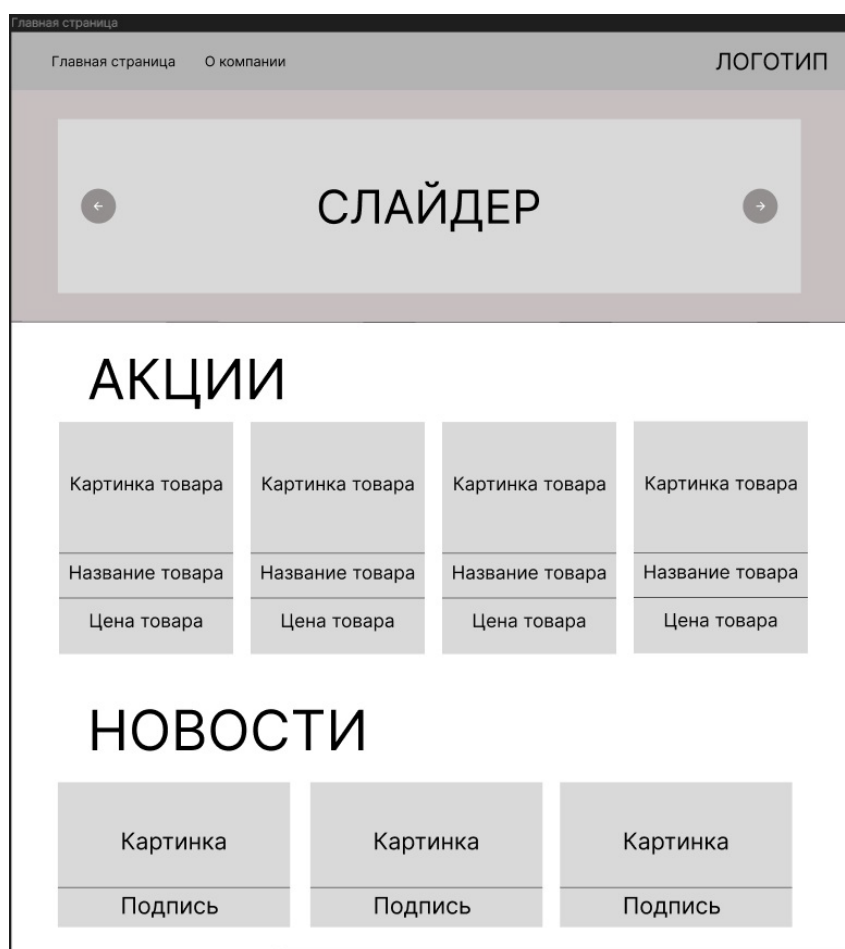 Главная страница
Главная страница О компании ЛОГОТИП
← СЛАЙДЕР →
АКЦИИ
Картинка товара Картинка товара Картинка товара Картинка товара
Название товара Название товара Название товара Название товара
Цена товара Цена товара Цена товара Цена товара
НОВОСТИ
Картинка Картинка Картинка
Подпись Подпись Подпись